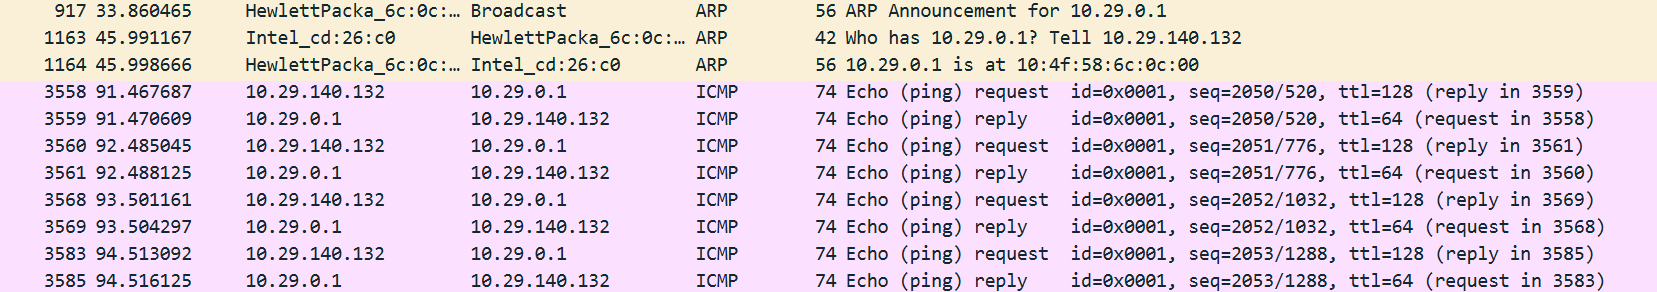 917 33.860465 HewlettPacka_6c:0c:… Broadcast ARP 56 ARP Announcement for 10.29.0.1
1163 45.991167 Intel_cd:26:c0 HewlettPacka_6c:0c:… ARP 42 Who has 10.29.0.1? Tell 10.29.140.132
1164 45.998666 HewlettPacka_6c:0c:… Intel_cd:26:c0 ARP 56 10.29.0.1 is at 10:4f:58:6c:0c:00
3558 91.467687 10.29.140.132 10.29.0.1 ICMP 74 Echo (ping) request id=0x0001, seq=2050/520, ttl=128 (reply in 3559)
3559 91.470609 10.29.0.1 10.29.140.132 ICMP 74 Echo (ping) reply id=0x0001, seq=2050/520, ttl=64 (request in 3558)
3560 92.485045 10.29.140.132 10.29.0.1 ICMP 74 Echo (ping) request id=0x0001, seq=2051/776, ttl=128 (reply in 3561)
3561 92.488125 10.29.0.1 10.29.140.132 ICMP 74 Echo (ping) reply id=0x0001, seq=2051/776, ttl=64 (request in 3560)
3568 93.501161 10.29.140.132 10.29.0.1 ICMP 74 Echo (ping) request id=0x0001, seq=2052/1032, ttl=128 (reply in 3569)
3569 93.504297 10.29.0.1 10.29.140.132 ICMP 74 Echo (ping) reply id=0x0001, seq=2052/1032, ttl=64 (request in 3568)
3583 94.513092 10.29.140.132 10.29.0.1 ICMP 74 Echo (ping) request id=0x0001, seq=2053/1288, ttl=128 (reply in 3585)
3585 94.516125 10.29.0.1 10.29.140.132 ICMP 74 Echo (ping) reply id=0x0001, seq=2053/1288, ttl=64 (request in 3583)